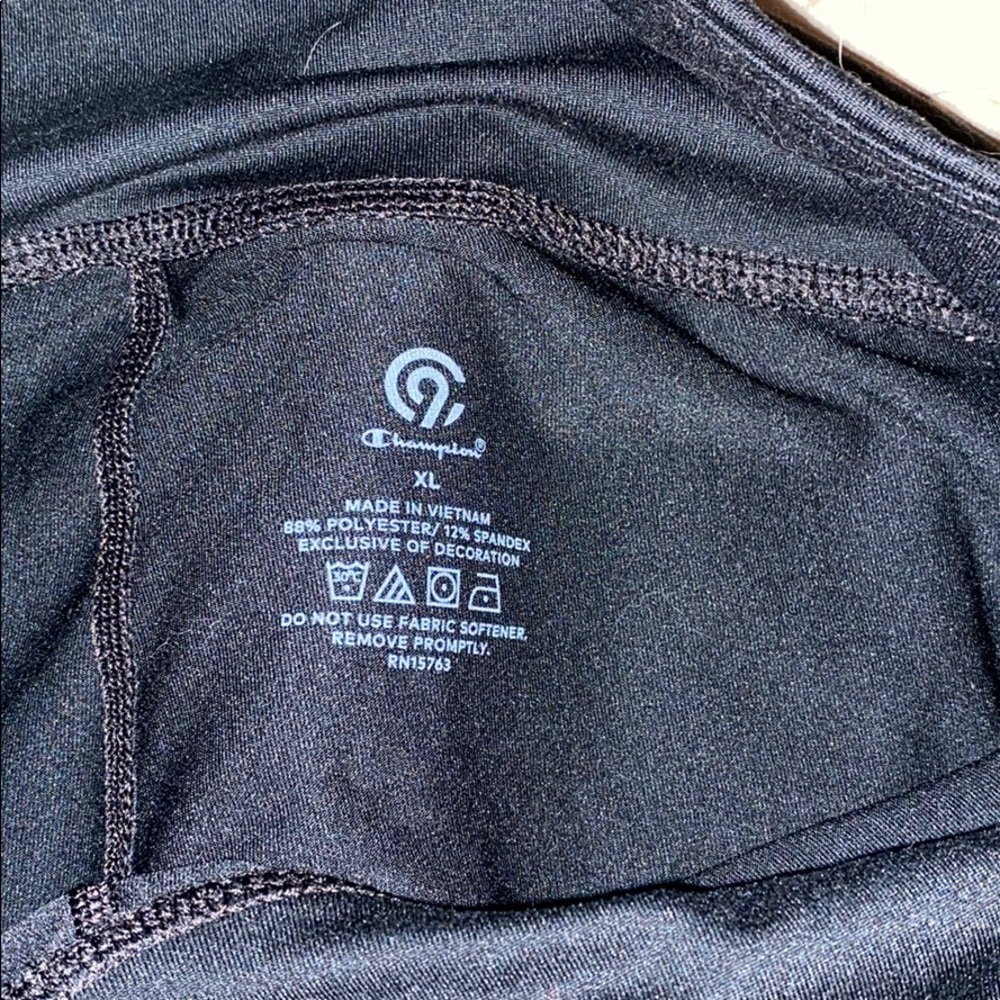 C9
Champion®
XL
MADE IN VIETNAM
88% POLYESTER/ 12% SPANDEX
EXCLUSIVE OF DECORATION
30°C
DO NOT USE FABRIC SOFTENER.
REMOVE PROMPTLY.
RN15763